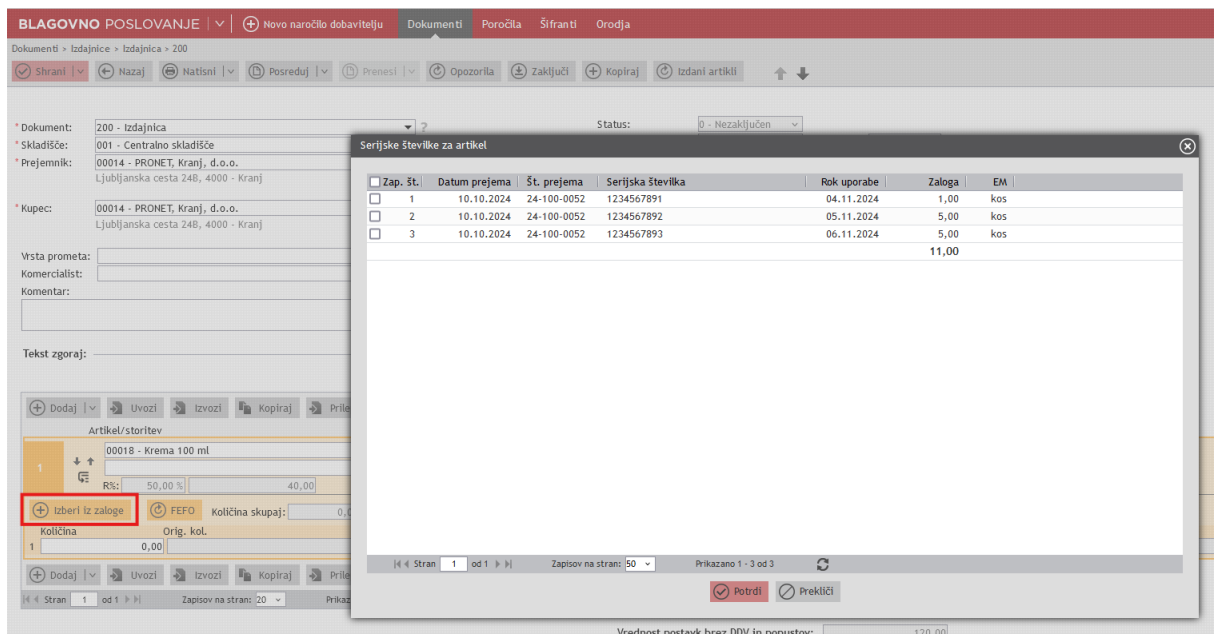 BLAGOVNO POSLOVANJE Novo naročilo dobavitelju Dokumenti Poročila Šifranti Orodja
Dokumenti > Izdajnice > Izdajnica > 200
Shrani Nazaj Natisni Posreduj Prenesi Opozorila Zaključi Kopiraj Izdani artikli
* Dokument: 200 - Izdajnica ? Status: 0 - Nezaključen
* Skladišče: 001 - Centralno skladišče
* Prejemnik: 00014 - PRONET, Kranj, d.o.o.
Ljubljanska cesta 24B, 4000 - Kranj
* Kupec: 00014 - PRONET, Kranj, d.o.o.
Ljubljanska cesta 24B, 4000 - Kranj
Vrsta prometa:
Komercialist:
Komentar:
Tekst zgoraj:
Dodaj Uvozi Izvozi Kopiraj Prile
Artikel/storitev
1 00018 - Krema 100 ml
R%: 50,00 % 40,00
Izberi iz zaloge FEFO Količina skupaj: 0,0
Količina Orig. kol.
1 0,00
Dodaj Uvozi Izvozi Kopiraj Prile
Stran 1 od 1 Zapisov na stran: 20 Prikaz
Serijske številke za artikel
Zap. št. Datum prejema Št. prejema Serijska številka Rok uporabe Zaloga EM
1 10.10.2024 24-100-0052 1234567891 04.11.2024 1,00 kos
2 10.10.2024 24-100-0052 1234567892 05.11.2024 5,00 kos
3 10.10.2024 24-100-0052 1234567893 06.11.2024 5,00 kos
11,00
Stran 1 od 1 Zapisov na stran: 50 Prikazano 1 - 3 od 3
Potrdi Prekliči
Vrednost postavk brez DDV in popustov: 120,00